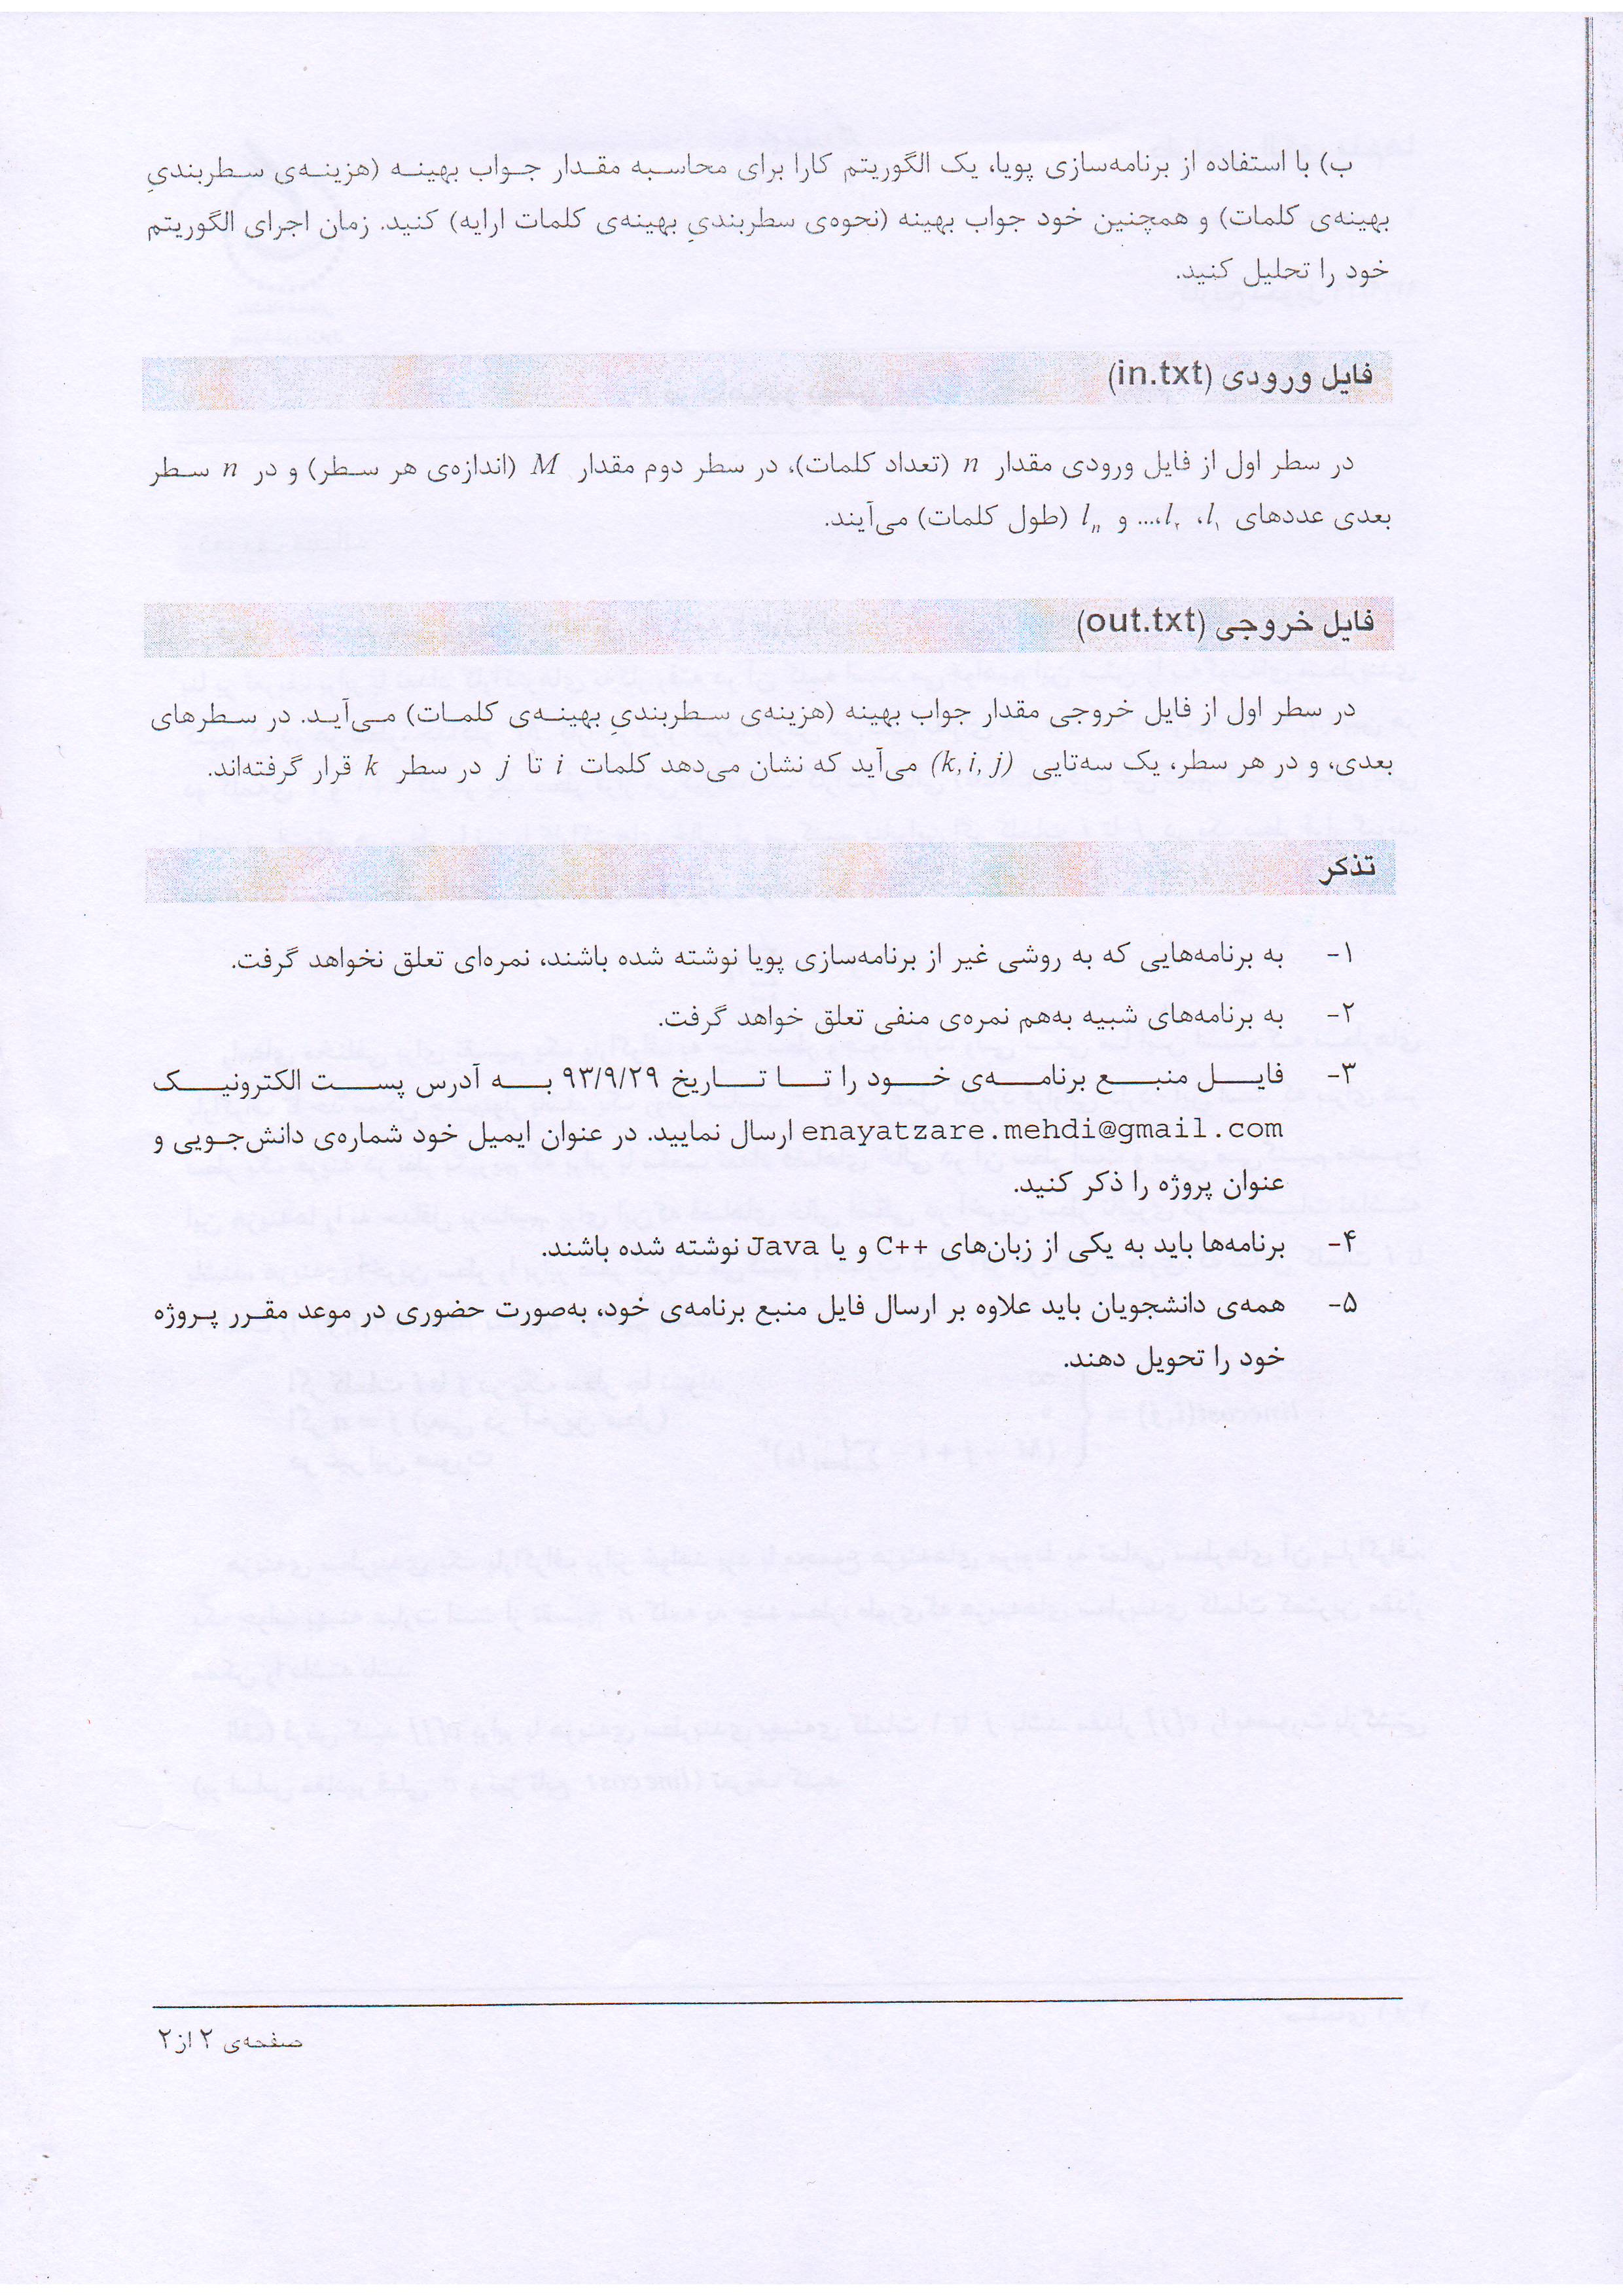 ب) با استفاده از برنامه‌سازی پویا، یک الگوریتم کارا برای محاسبه مقدار جواب بهینه (هزینه‌ی سطربندیِ
بهینه‌ی کلمات) و همچنین خود جواب بهینه (نحوه‌ی سطربندیِ بهینه‌ی کلمات ارایه) کنید. زمان اجرای الگوریتم
خود را تحلیل کنید.
فایل ورودی (in.txt)
در سطر اول از فایل ورودی مقدار n (تعداد کلمات)، در سطر دوم مقدار M (اندازه‌ی هر سطر) و در n سطر
بعدی عددهای l۱، l۲،... و ln (طول کلمات) می‌آیند.
فایل خروجی (out.txt)
در سطر اول از فایل خروجی مقدار جواب بهینه (هزینه‌ی سطربندیِ بهینه‌ی کلمات) می‌آید. در سطرهای
بعدی، و در هر سطر، یک سه‌تایی (k, i, j) می‌آید که نشان می‌دهد کلمات i تا j در سطر k قرار گرفته‌اند.
تذکر
۱- به برنامه‌هایی که به روشی غیر از برنامه‌سازی پویا نوشته شده باشند، نمره‌ای تعلق نخواهد گرفت.
۲- به برنامه‌های شبیه به‌هم نمره‌ی منفی تعلق خواهد گرفت.
۳- فایل منبع برنامه‌ی خود را تا تاریخ ۹۳/۹/۲۹ به آدرس پست الکترونیک
enayatzare.mehdi@gmail.com ارسال نمایید. در عنوان ایمیل خود شماره‌ی دانش‌جویی و
عنوان پروژه را ذکر کنید.
۴- برنامه‌ها باید به یکی از زبان‌های C++ و یا Java نوشته شده باشند.
۵- همه‌ی دانشجویان باید علاوه بر ارسال فایل منبع برنامه‌ی خود، به‌صورت حضوری در موعد مقرر پروژه
خود را تحویل دهند.
صفحه‌ی ۲ از ۲